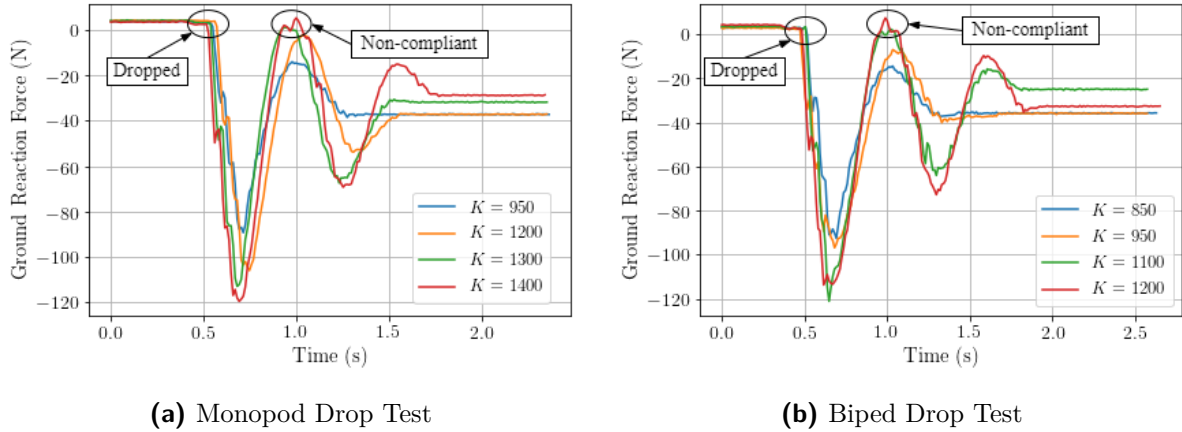 0
−20
−40
−60
−80
−100
−120
Ground Reaction Force (N)
0.0
0.5
1.0
1.5
2.0
Time (s)
Dropped
Non-compliant
K = 950
K = 1200
K = 1300
K = 1400
(a) Monopod Drop Test
0
−20
−40
−60
−80
−100
−120
Ground Reaction Force (N)
0.0
0.5
1.0
1.5
2.0
2.5
Time (s)
Dropped
Non-compliant
K = 850
K = 950
K = 1100
K = 1200
(b) Biped Drop Test